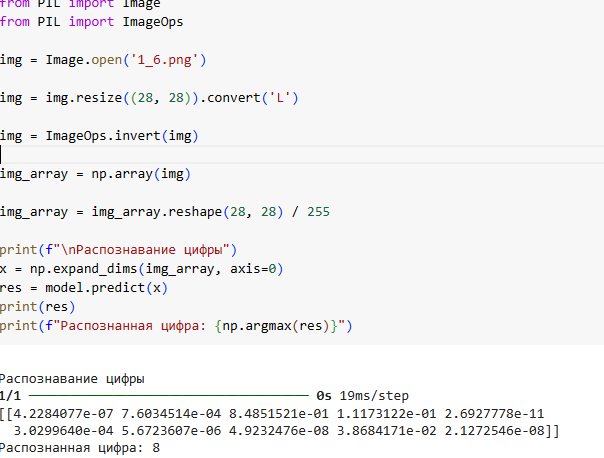 from PIL import Image
from PIL import ImageOps
img = Image.open('1_6.png')
img = img.resize((28, 28)).convert('L')
img = ImageOps.invert(img)
img_array = np.array(img)
img_array = img_array.reshape(28, 28) / 255
print(f"\nРаспознавание цифры")
x = np.expand_dims(img_array, axis=0)
res = model.predict(x)
print(res)
print(f"Распознанная цифра: {np.argmax(res)}")
Распознавание цифры
1/1 ━━━━━━━━━━━━━━━━━━━━ 0s 19ms/step
[[4.2284077e-07 7.6034514e-04 8.4851521e-01 1.1173122e-01 2.6927778e-11
3.0299640e-04 5.6723607e-06 4.9232476e-08 3.8684171e-02 2.1272546e-08]]
Распознанная цифра: 8